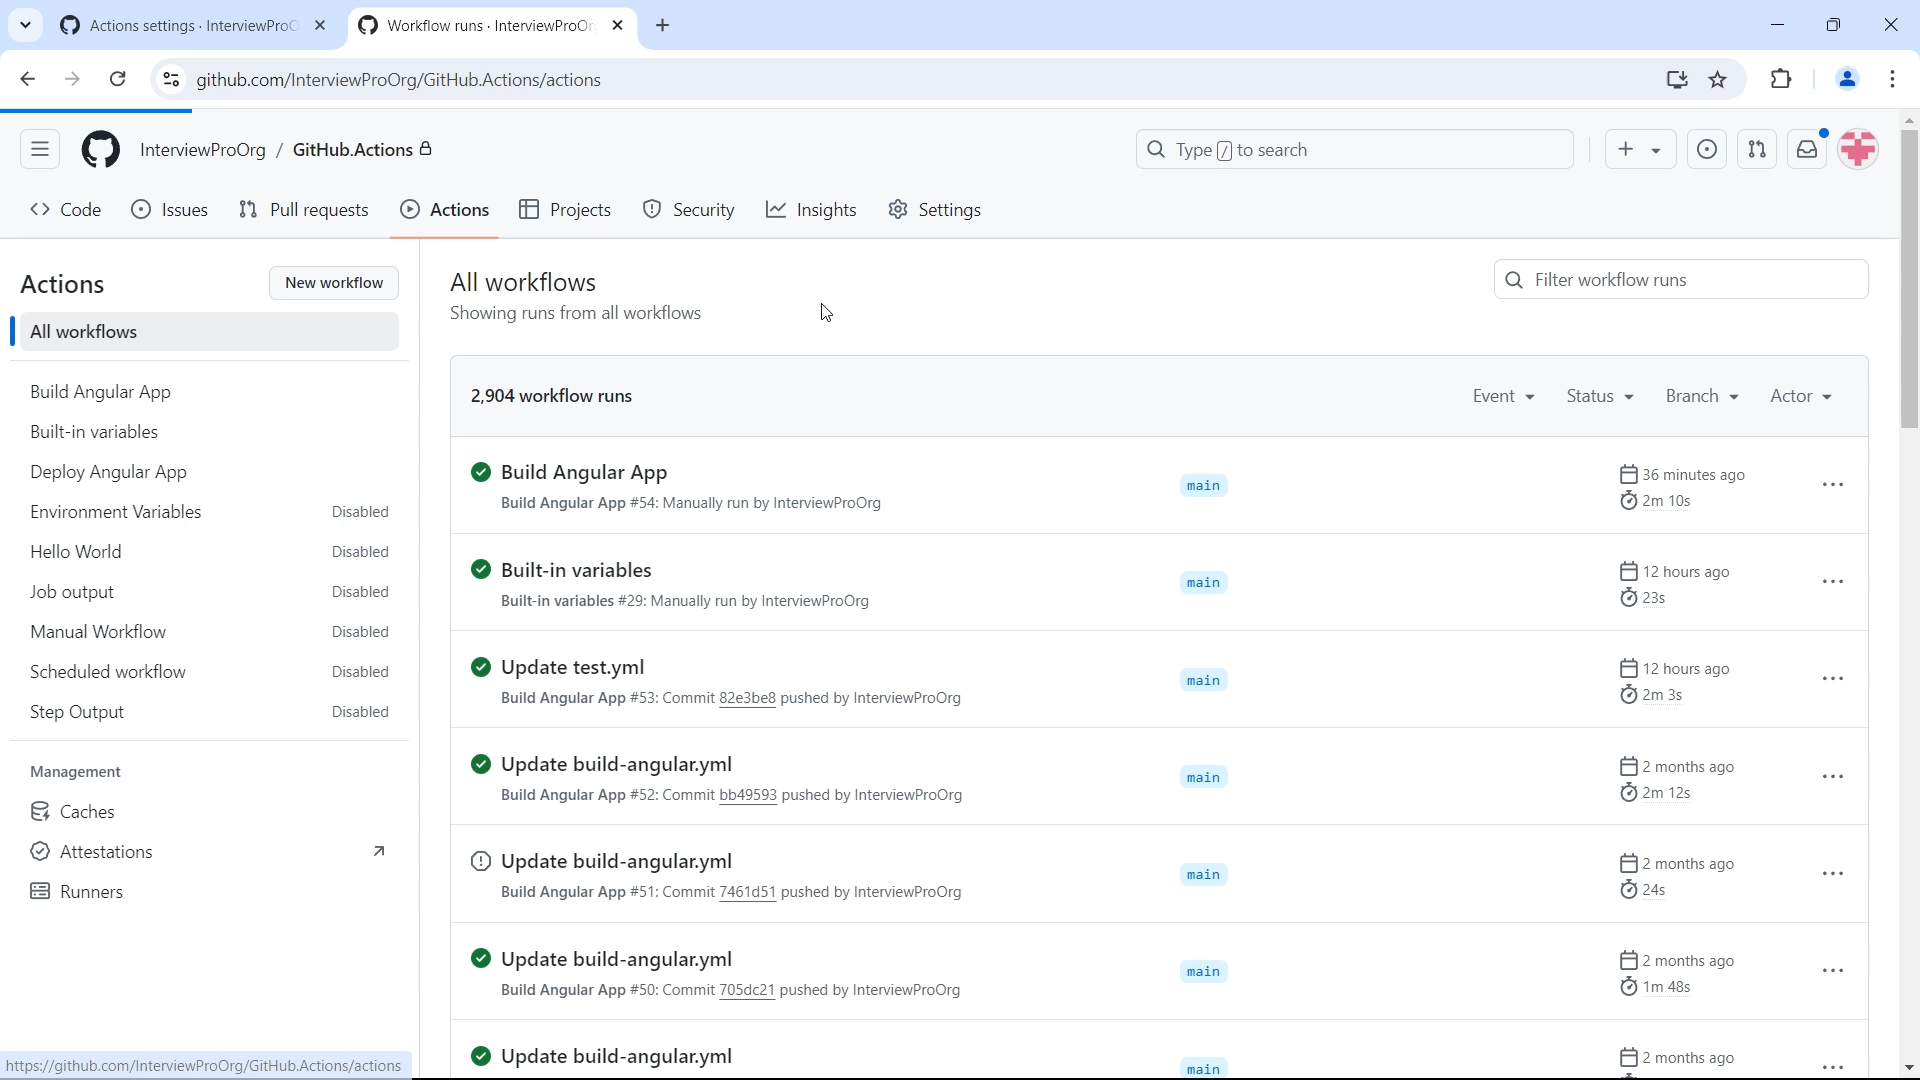 Actions settings · InterviewProO
Workflow runs · InterviewProOr
github.com/InterviewProOrg/GitHub.Actions/actions
InterviewProOrg / GitHub.Actions
Type / to search
Code
Issues
Pull requests
Actions
Projects
Security
Insights
Settings
Actions
New workflow
All workflows
Build Angular App
Built-in variables
Deploy Angular App
Environment Variables Disabled
Hello World Disabled
Job output Disabled
Manual Workflow Disabled
Scheduled workflow Disabled
Step Output Disabled
Management
Caches
Attestations
Runners
https://github.com/InterviewProOrg/GitHub.Actions/actions
All workflows
Showing runs from all workflows
Filter workflow runs
2,904 workflow runs
Event Status Branch Actor
Build Angular App
Build Angular App #54: Manually run by InterviewProOrg
main
36 minutes ago
2m 10s
Built-in variables
Built-in variables #29: Manually run by InterviewProOrg
main
12 hours ago
23s
Update test.yml
Build Angular App #53: Commit 82e3be8 pushed by InterviewProOrg
main
12 hours ago
2m 3s
Update build-angular.yml
Build Angular App #52: Commit bb49593 pushed by InterviewProOrg
main
2 months ago
2m 12s
Update build-angular.yml
Build Angular App #51: Commit 7461d51 pushed by InterviewProOrg
main
2 months ago
24s
Update build-angular.yml
Build Angular App #50: Commit 705dc21 pushed by InterviewProOrg
main
2 months ago
1m 48s
Update build-angular.yml
main
2 months ago